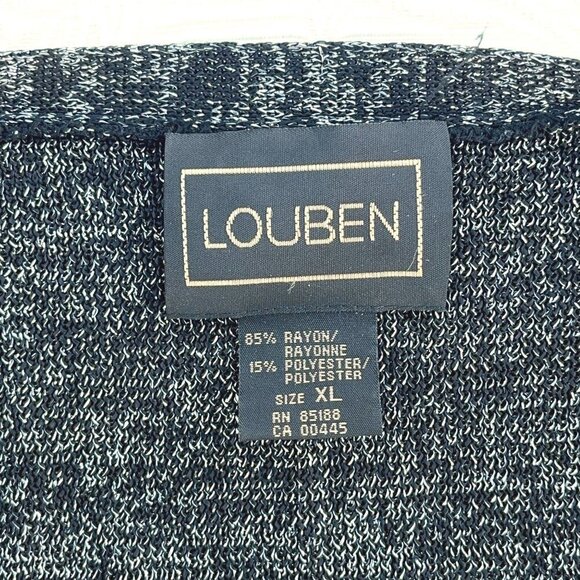 LOUBEN
85% RAYON/
RAYONNE
15% POLYESTER/
POLYESTER
SIZE XL
RN 85188
CA 00445